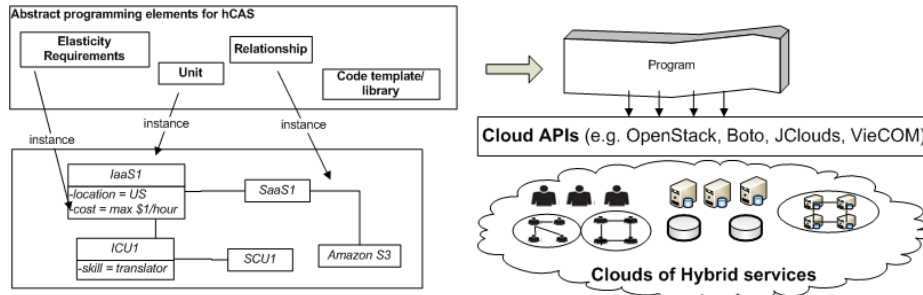 Abstract programming elements for hCAS
Elasticity
Requirements
Relationship
Unit
Code template/
library
instance
instance
instance
IaaS1
-location = US
-cost = max $1/hour
SaaS1
ICU1
-skill = translator
SCU1
Amazon S3
Program
Cloud APIs (e.g. OpenStack, Boto, JClouds, VieCOM)
Clouds of Hybrid services